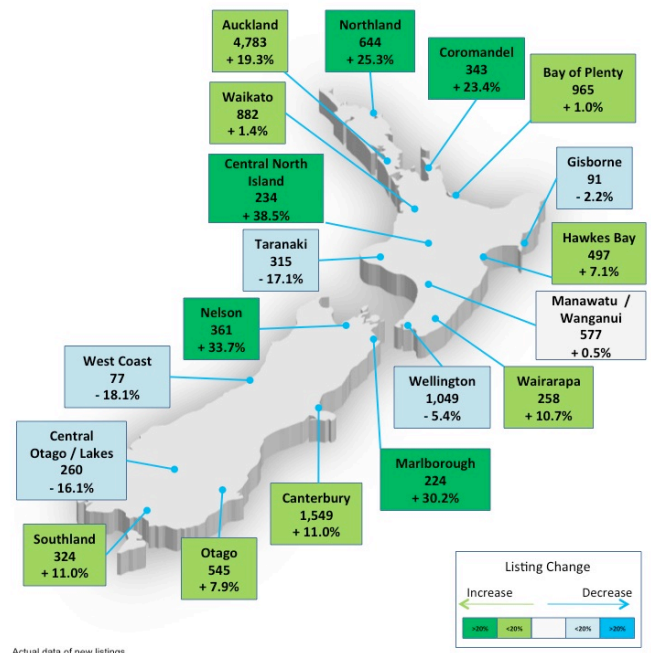 Auckland
4,783
+ 19.3%
Northland
644
+ 25.3%
Coromandel
343
+ 23.4%
Bay of Plenty
965
+ 1.0%
Waikato
882
+ 1.4%
Central North
Island
234
+ 38.5%
Gisborne
91
- 2.2%
Taranaki
315
- 17.1%
Hawkes Bay
497
+ 7.1%
Manawatu /
Wanganui
577
+ 0.5%
Nelson
361
+ 33.7%
West Coast
77
- 18.1%
Wellington
1,049
- 5.4%
Wairarapa
258
+ 10.7%
Central
Otago / Lakes
260
- 16.1%
Marlborough
224
+ 30.2%
Canterbury
1,549
+ 11.0%
Southland
324
+ 11.0%
Otago
545
+ 7.9%
Listing Change
Increase Decrease
>20% <20% <20% >20%
Actual data of new listings